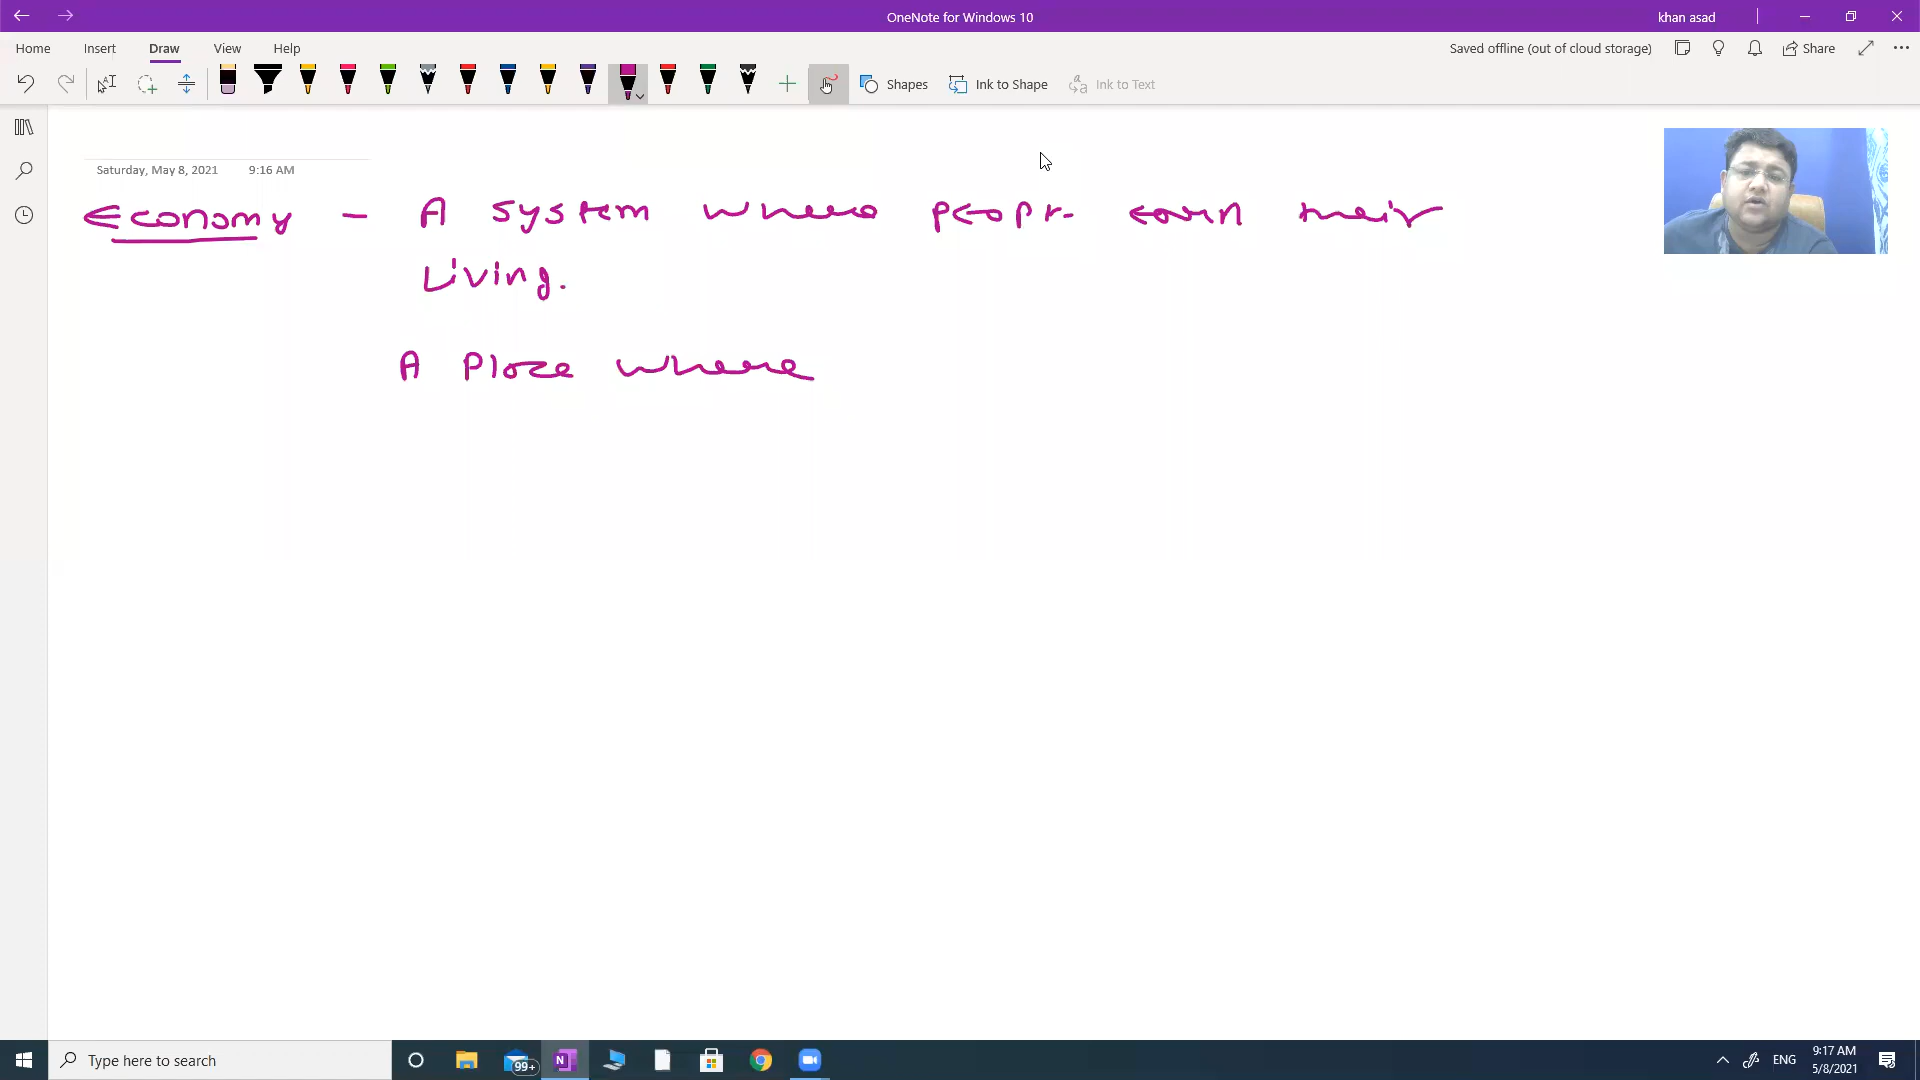 OneNote for Windows 10
khan asad
Home Insert Draw View Help
Saved offline (out of cloud storage)
Share
Shapes
Ink to Shape
Ink to Text
Saturday, May 8, 2021 9:16 AM
Economy - A system where people earn their
Living.
A Place where
Type here to search
99+
ENG
9:17 AM
5/8/2021